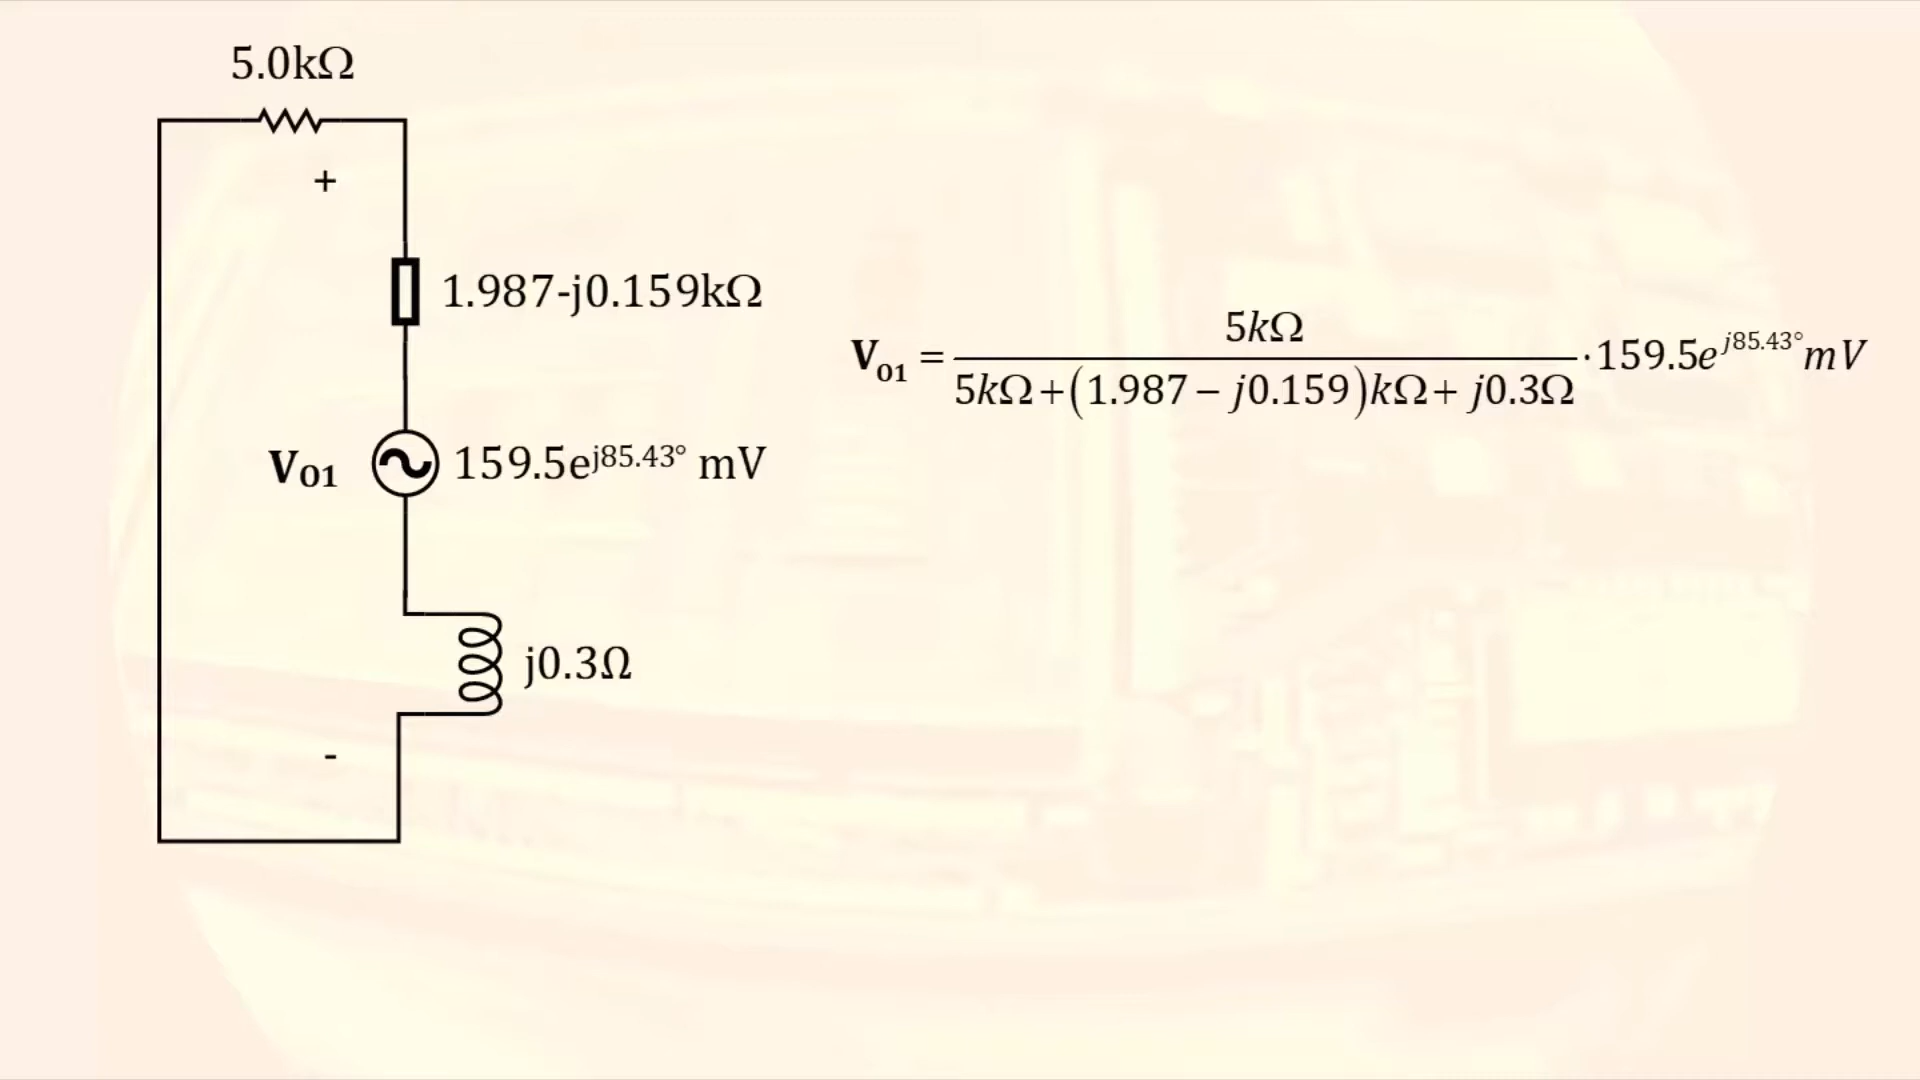 5.0kΩ
+
1.987-j0.159kΩ
V₀₁ = 5kΩ / 5kΩ+(1.987 − j0.159)kΩ+ j0.3Ω ·159.5e^j85.43° mV
V₀₁ 159.5e^j85.43° mV
j0.3Ω
-